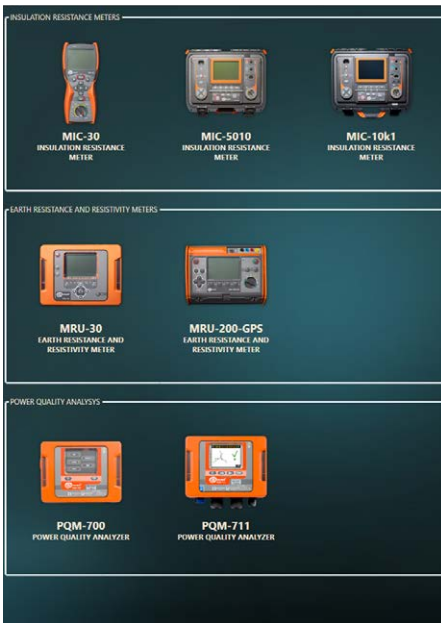 INSULATION RESISTANCE METERS
MIC-30
INSULATION RESISTANCE
METER
MIC-5010
INSULATION RESISTANCE
METER
MIC-10k1
INSULATION RESISTANCE
METER
EARTH RESISTANCE AND RESISTIVITY METERS
MRU-30
EARTH RESISTANCE AND
RESISTIVITY METER
MRU-200-GPS
EARTH RESISTANCE AND
RESISTIVITY METER
POWER QUALITY ANALYSYS
PQM-700
POWER QUALITY ANALYZER
PQM-711
POWER QUALITY ANALYZER